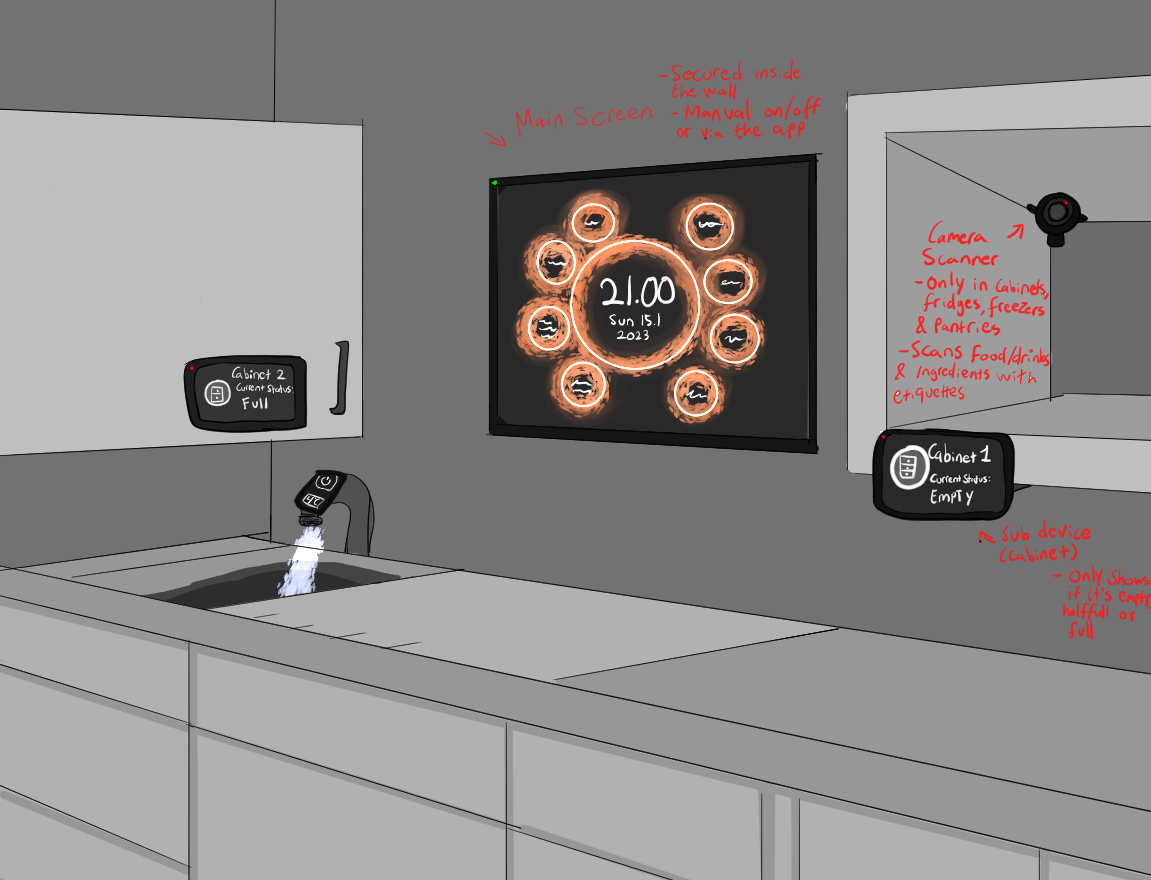 - Secured inside
the wall
- Manual on/off
or via the app
Main Screen
21.00
Sun 15.1
2023
Camera
Scanner
- Only in Cabinets,
fridges, freezers
& Pantries
- Scans Food/drinks
& ingredients with
etiquettes
Cabinet 2
Current Status:
Full
Cabinet 1
Current Status:
Empty
4°C
Sub device
(Cabinet)
- Only shows
if it's empty,
halffull or
full